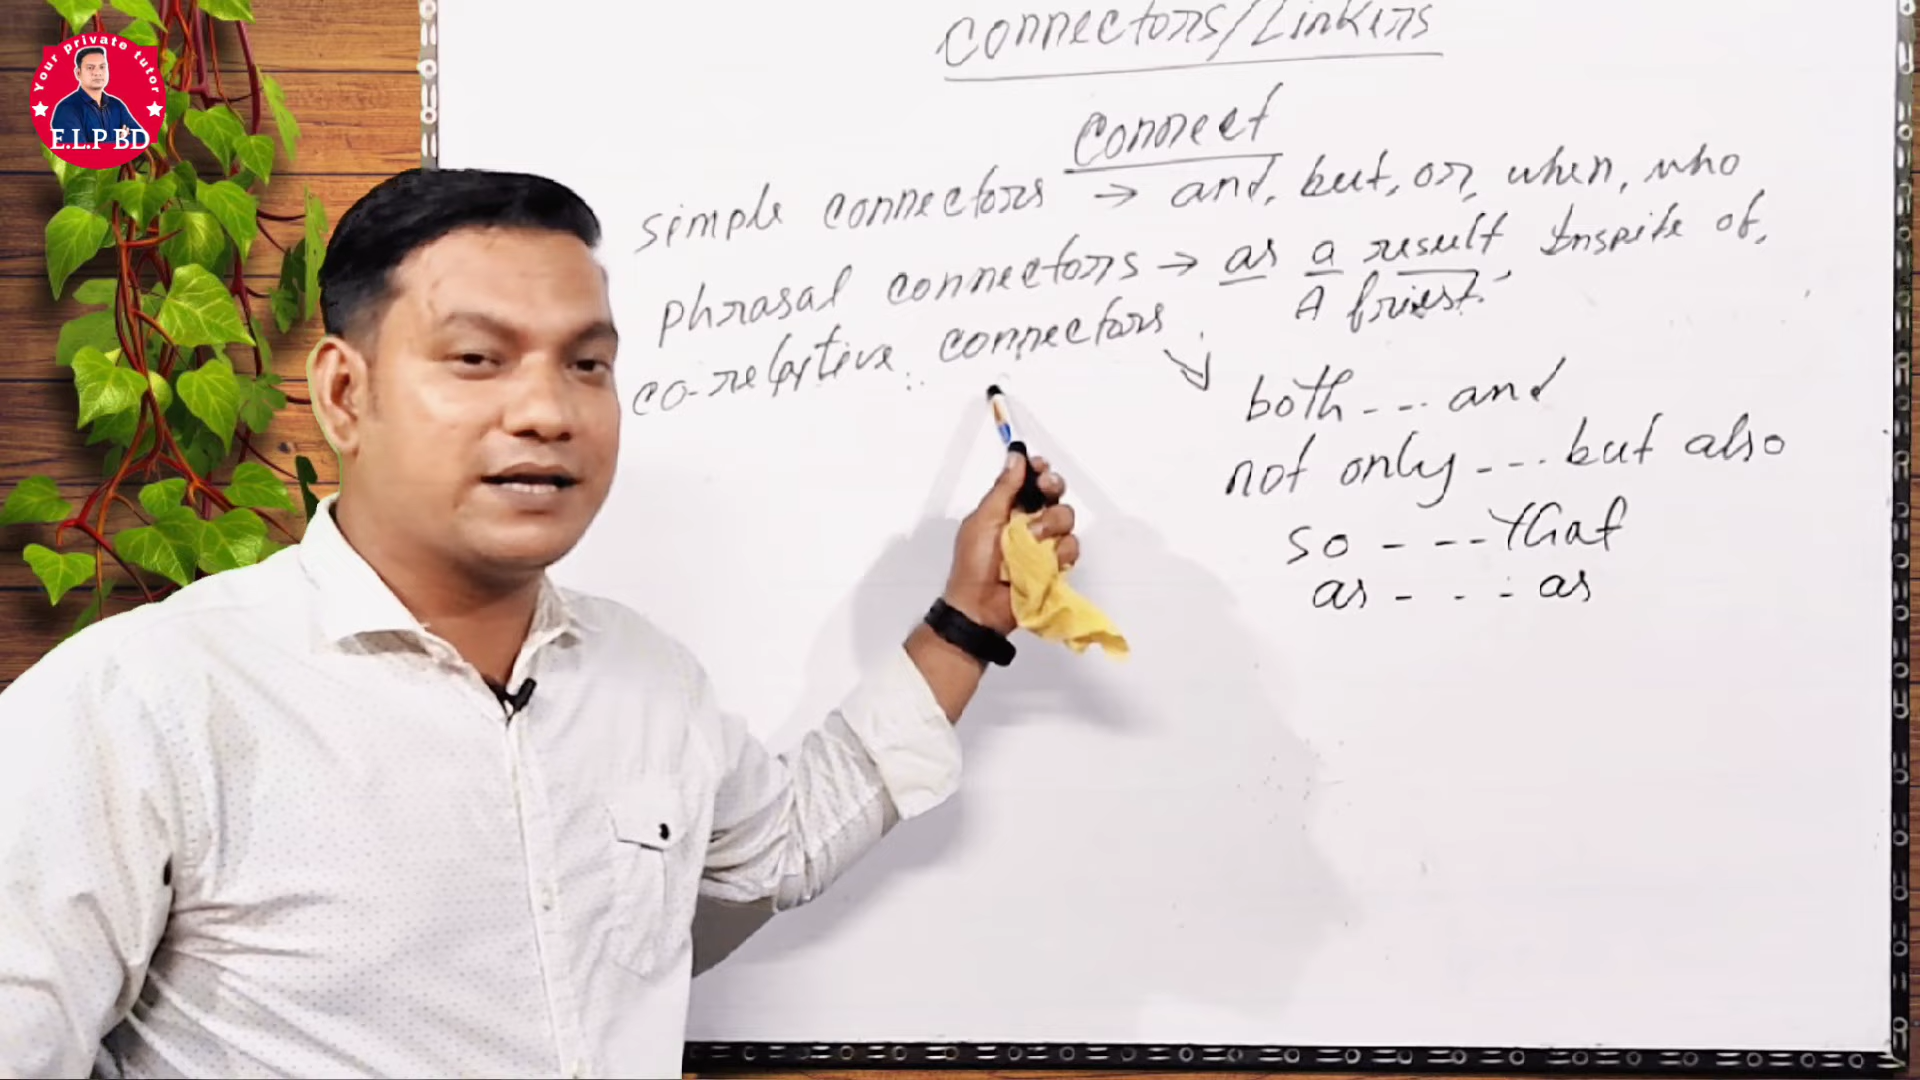 Your private tutor
E.L.P BD
Connectors/Linkers
Connect
simple connectors → and, but, or, when, who
phrasal connectors → as a result Inspite of,
A friest.
co-relative connectors
both --- and
not only --- but also
so --- that
as --- as